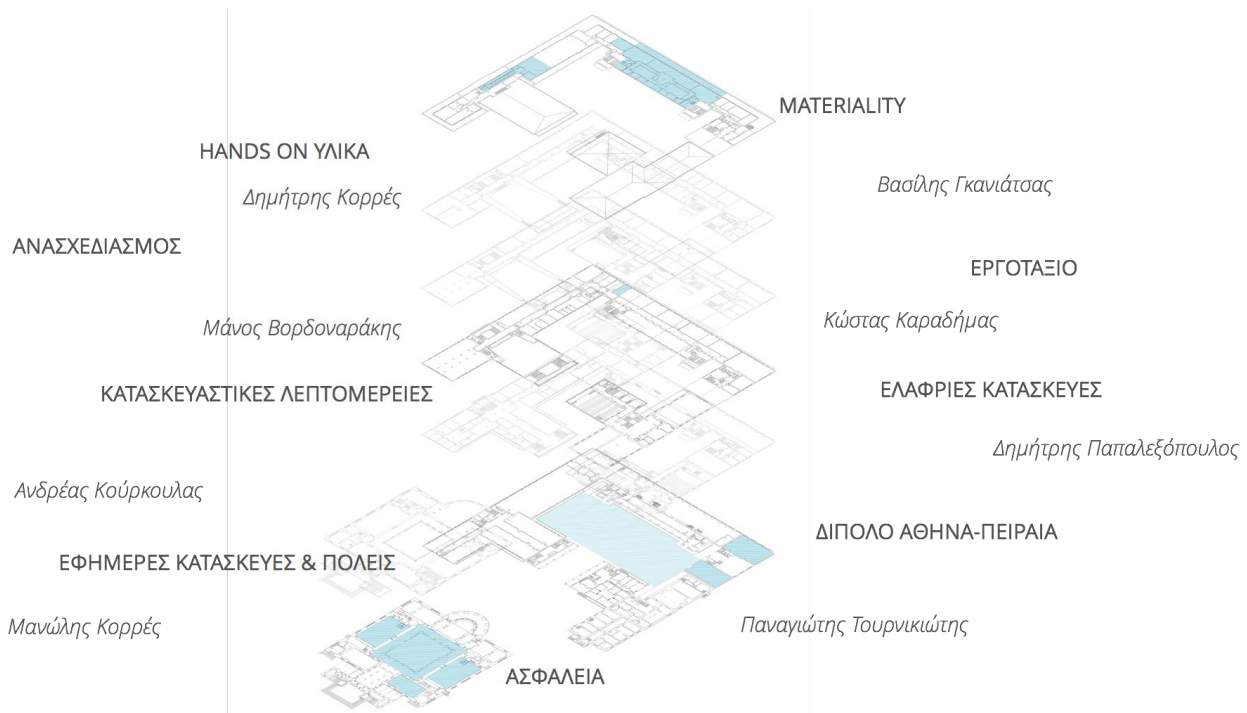 MATERIALITY
HANDS ON ΥΛΙΚΑ
Βασίλης Γκανιάτσας
Δημήτρης Κορρές
ΑΝΑΣΧΕΔΙΑΣΜΟΣ
ΕΡΓΟΤΑΞΙΟ
Κώστας Καραδήμας
Μάνος Βορδοναράκης
ΕΛΑΦΡΙΕΣ ΚΑΤΑΣΚΕΥΕΣ
ΚΑΤΑΣΚΕΥΑΣΤΙΚΕΣ ΛΕΠΤΟΜΕΡΕΙΕΣ
Δημήτρης Παπαλεξόπουλος
Ανδρέας Κούρκουλας
ΔΙΠΟΛΟ ΑΘΗΝΑ-ΠΕΙΡΑΙΑ
ΕΦΗΜΕΡΕΣ ΚΑΤΑΣΚΕΥΕΣ & ΠΟΛΕΙΣ
Μανώλης Κορρές
Παναγιώτης Τουρνικιώτης
ΑΣΦΑΛΕΙΑ